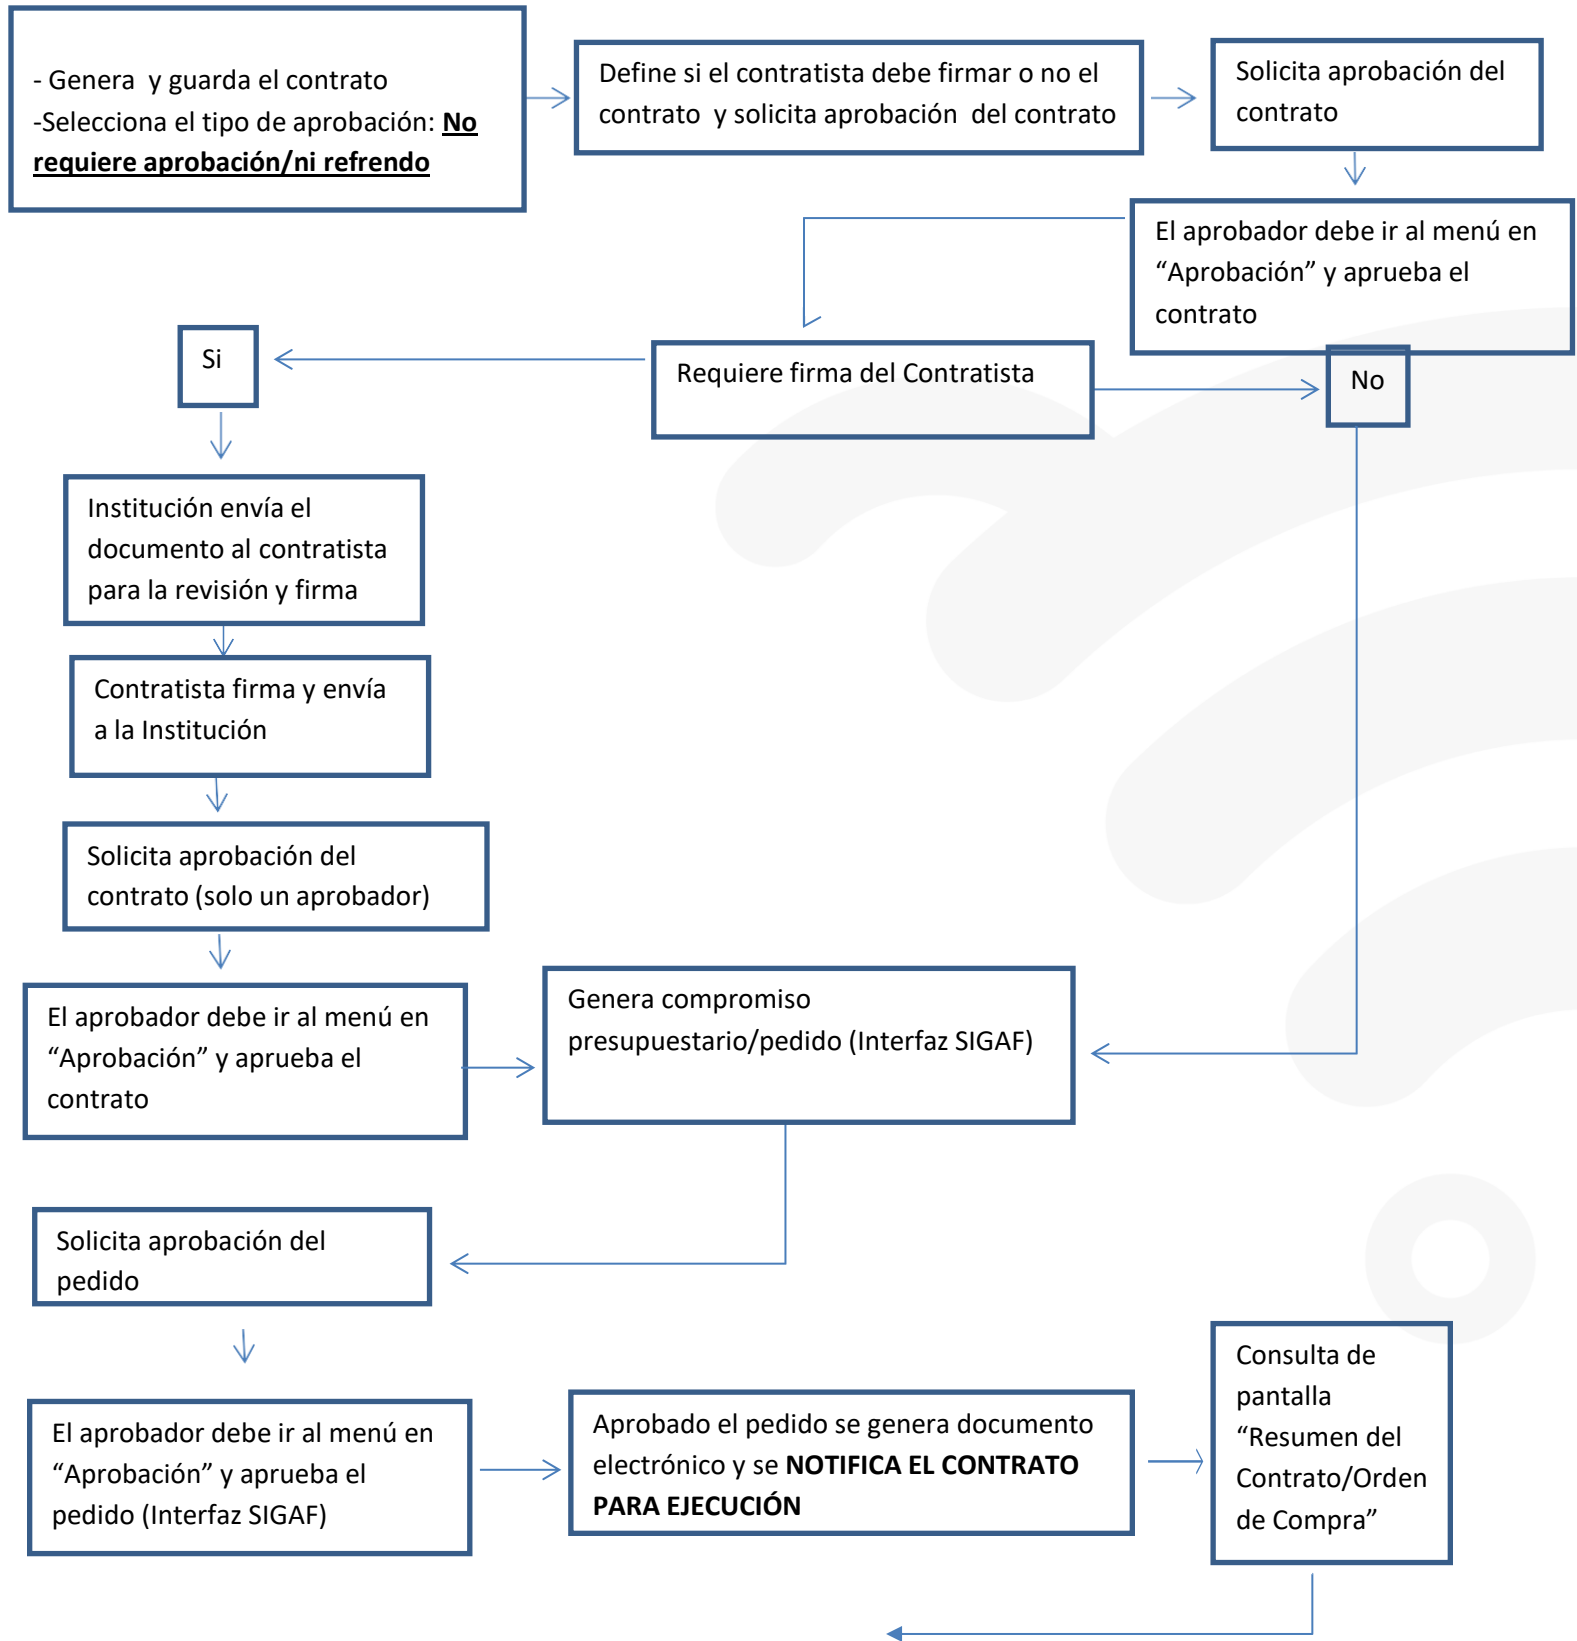 - Genera  y guarda el contrato
-Selecciona el tipo de aprobación: No
requiere aprobación/ni refrendo
Define si el contratista debe firmar o no el
contrato  y solicita aprobación  del contrato
Solicita aprobación del
contrato
El aprobador debe ir al menú en
“Aprobación” y aprueba el
contrato
Si
Requiere firma del Contratista
No
Institución envía el
documento al contratista
para la revisión y firma
Contratista firma y envía
a la Institución
Solicita aprobación del
contrato (solo un aprobador)
El aprobador debe ir al menú en
“Aprobación” y aprueba el
contrato
Genera compromiso
presupuestario/pedido (Interfaz SIGAF)
Solicita aprobación del
pedido
El aprobador debe ir al menú en
“Aprobación” y aprueba el
pedido (Interfaz SIGAF)
Aprobado el pedido se genera documento
electrónico y se NOTIFICA EL CONTRATO
PARA EJECUCIÓN
Consulta de
pantalla
“Resumen del
Contrato/Orden
de Compra”